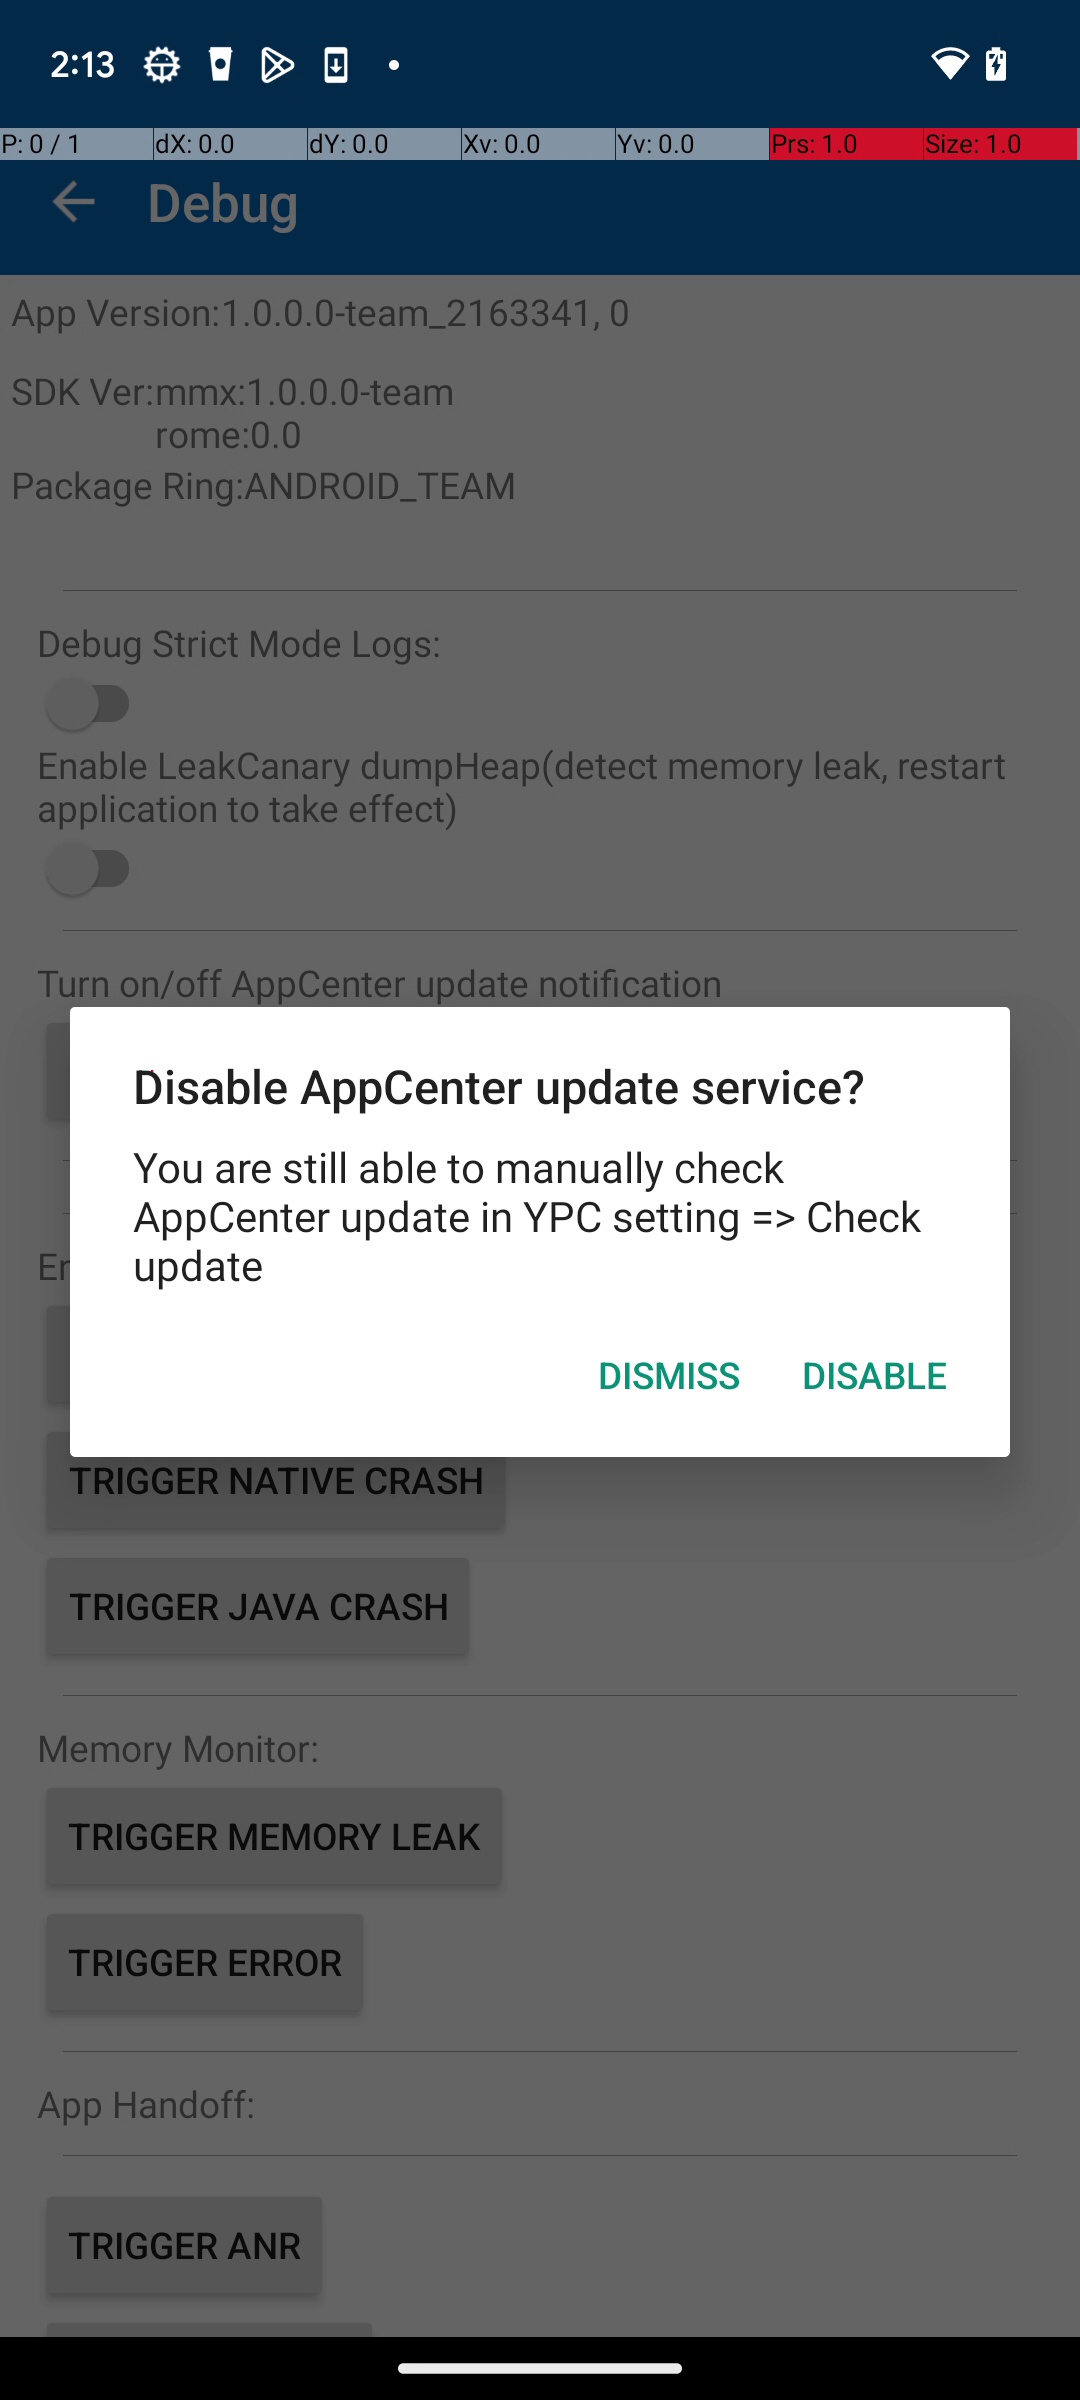 2:13
P: 0 / 1 dX: 0.0 dY: 0.0 Xv: 0.0 Yv: 0.0 Prs: 1.0 Size: 1.0
Debug
App Version:1.0.0.0-team_2163341, 0
SDK Ver:mmx:1.0.0.0-team
rome:0.0
Package Ring:ANDROID_TEAM
Debug Strict Mode Logs:
Enable LeakCanary dumpHeap(detect memory leak, restart
application to take effect)
Turn on/off AppCenter update notification
Disable AppCenter update service?
You are still able to manually check
AppCenter update in YPC setting => Check
update
DISMISS DISABLE
TRIGGER NATIVE CRASH
TRIGGER JAVA CRASH
Memory Monitor:
TRIGGER MEMORY LEAK
TRIGGER ERROR
App Handoff:
TRIGGER ANR